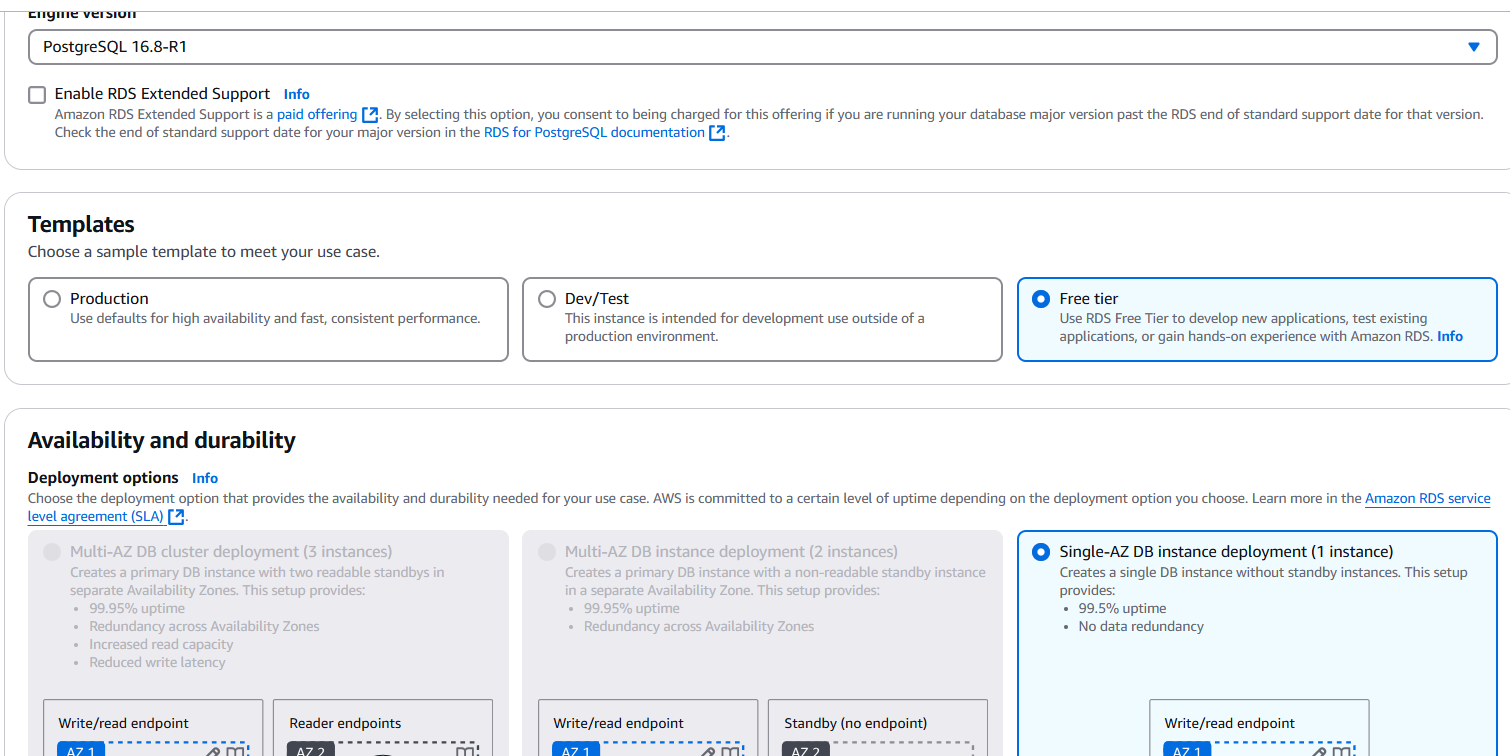 Engine version
PostgreSQL 16.8-R1
Enable RDS Extended Support Info
Amazon RDS Extended Support is a paid offering. By selecting this option, you consent to being charged for this offering if you are running your database major version past the RDS end of standard support date for that version.
Check the end of standard support date for your major version in the RDS for PostgreSQL documentation.
Templates
Choose a sample template to meet your use case.
Production
Use defaults for high availability and fast, consistent performance.
Dev/Test
This instance is intended for development use outside of a
production environment.
Free tier
Use RDS Free Tier to develop new applications, test existing
applications, or gain hands-on experience with Amazon RDS. Info
Availability and durability
Deployment options Info
Choose the deployment option that provides the availability and durability needed for your use case. AWS is committed to a certain level of uptime depending on the deployment option you choose. Learn more in the Amazon RDS service
level agreement (SLA).
Multi-AZ DB cluster deployment (3 instances)
Creates a primary DB instance with two readable standbys in
separate Availability Zones. This setup provides:
• 99.95% uptime
• Redundancy across Availability Zones
• Increased read capacity
• Reduced write latency
Write/read endpoint
AZ 1
Reader endpoints
AZ 2
Multi-AZ DB instance deployment (2 instances)
Creates a primary DB instance with a non-readable standby instance
in a separate Availability Zone. This setup provides:
• 99.95% uptime
• Redundancy across Availability Zones
Write/read endpoint
AZ 1
Standby (no endpoint)
AZ 2
Single-AZ DB instance deployment (1 instance)
Creates a single DB instance without standby instances. This setup
provides:
• 99.5% uptime
• No data redundancy
Write/read endpoint
AZ 1